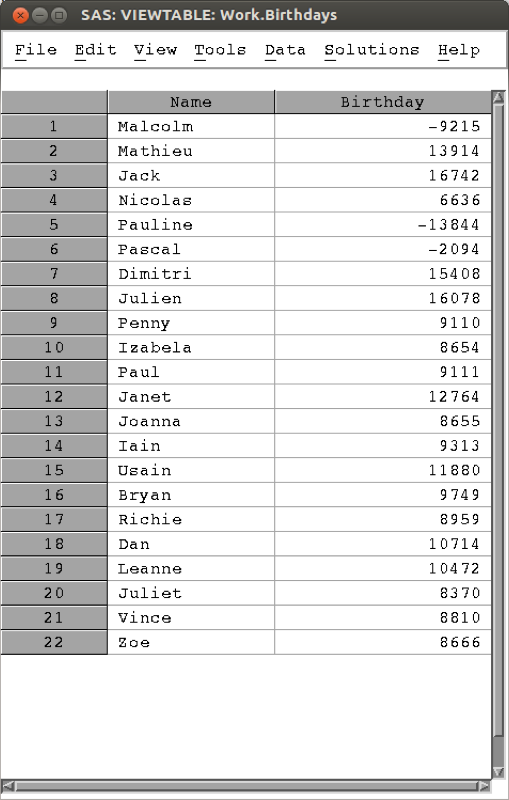 SAS: VIEWTABLE: Work.Birthdays
File Edit View Tools Data Solutions Help
Name Birthday
1 Malcolm -9215
2 Mathieu 13914
3 Jack 16742
4 Nicolas 6636
5 Pauline -13844
6 Pascal -2094
7 Dimitri 15408
8 Julien 16078
9 Penny 9110
10 Izabela 8654
11 Paul 9111
12 Janet 12764
13 Joanna 8655
14 Iain 9313
15 Usain 11880
16 Bryan 9749
17 Richie 8959
18 Dan 10714
19 Leanne 10472
20 Juliet 8370
21 Vince 8810
22 Zoe 8666